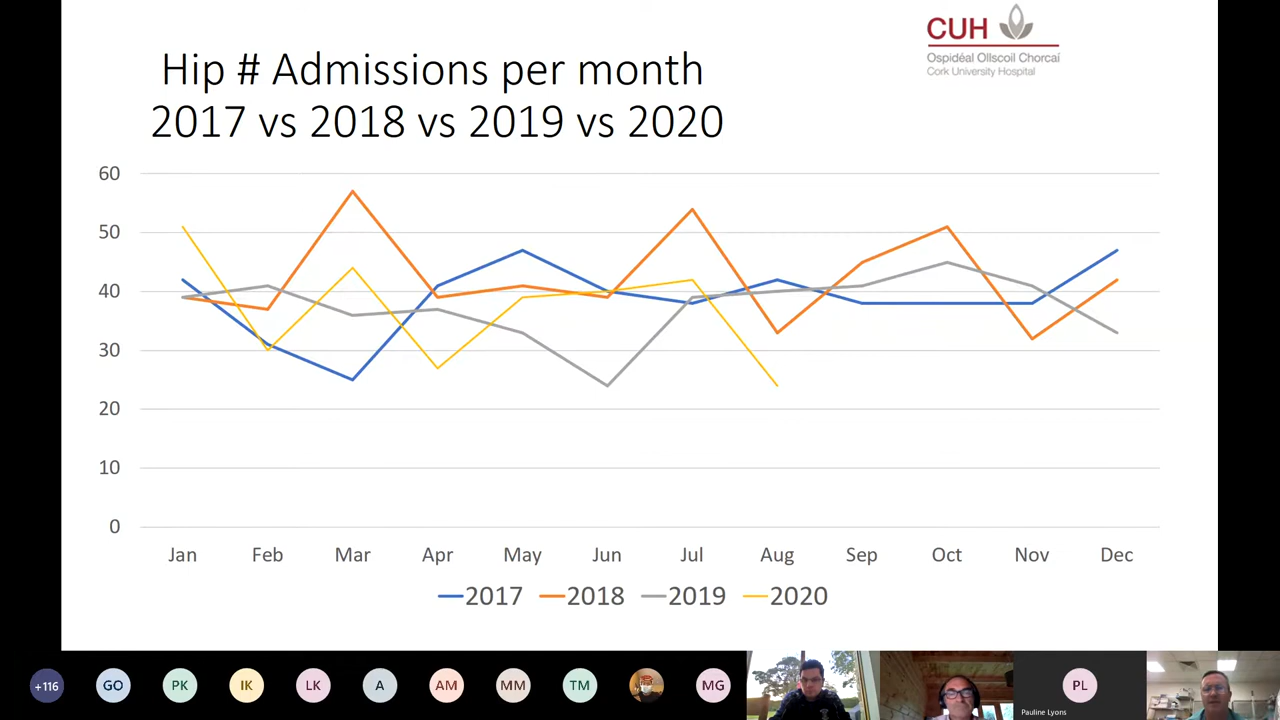 CUH
Ospidéal Ollscoil Chorcaí
Cork University Hospital
Hip # Admissions per month
2017 vs 2018 vs 2019 vs 2020
60
50
40
30
20
10
0
Jan Feb Mar Apr May Jun Jul Aug Sep Oct Nov Dec
2017 2018 2019 2020
+116 GO PK IK LK A AM MM TM MG PL
Pauline Lyons